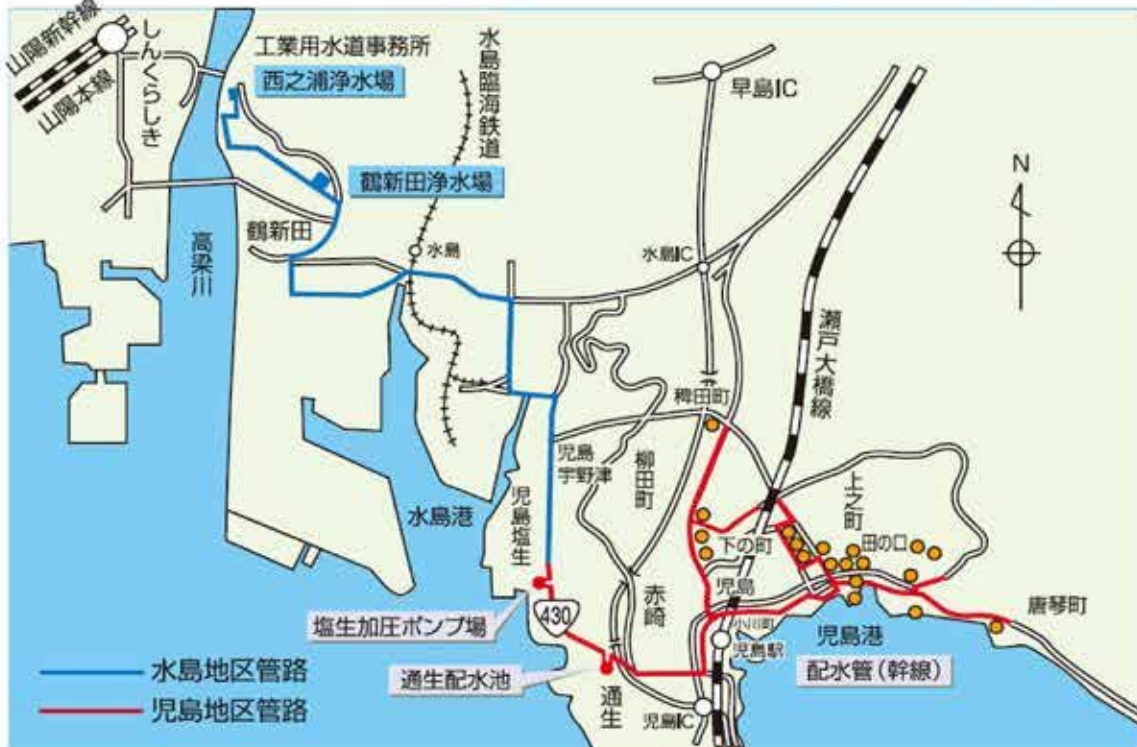 山陽新幹線
山陽本線
しんくらしき
工業用水道事務所
西之浦浄水場
水島臨海鉄道
早島IC
N
鶴新田浄水場
高梁川
鶴新田
水島
水島IC
瀬戸大橋線
稗田町
児島
宇野津
柳田町
水島港
児島塩生
上之町
田の口
下の町
児島
赤崎
430
塩生加圧ポンプ場
唐琴町
小川町
児島駅
児島港
配水管(幹線)
通生配水池
通生
児島IC
水島地区管路
児島地区管路